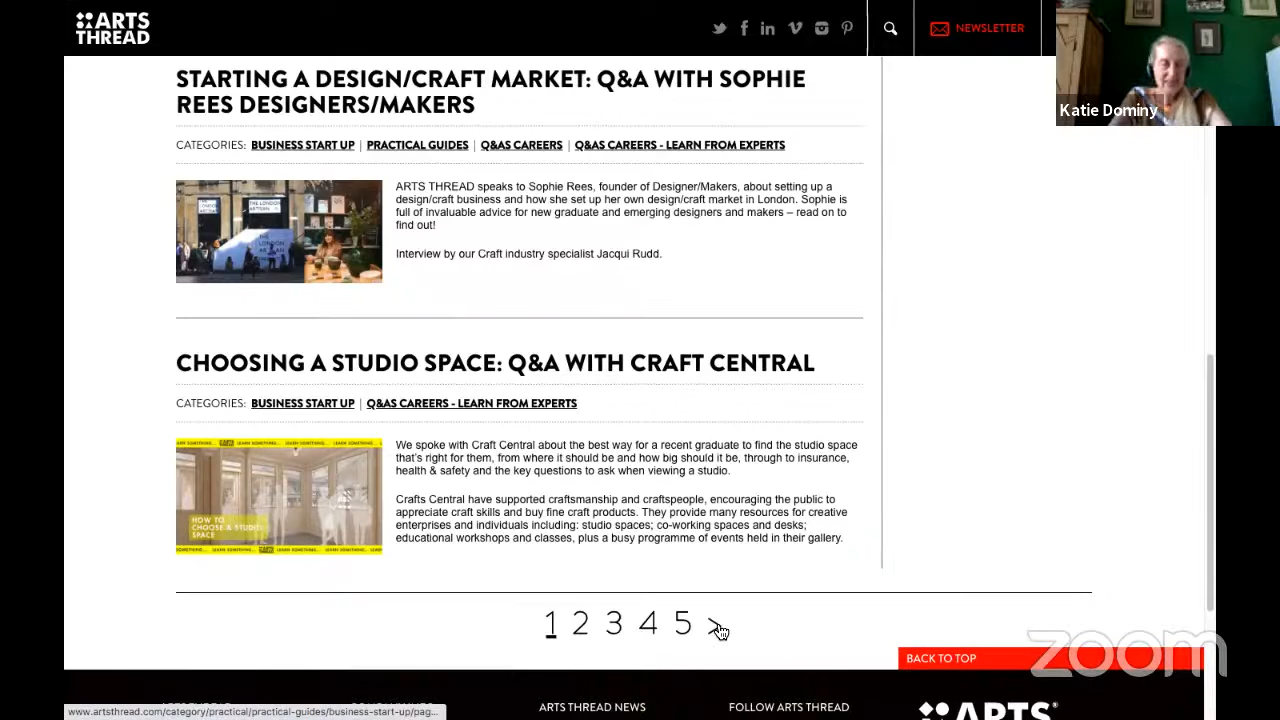 ARTS
THREAD
NEWSLETTER
Katie Dominy
STARTING A DESIGN/CRAFT MARKET: Q&A WITH SOPHIE
REES DESIGNERS/MAKERS
CATEGORIES: BUSINESS START UP | PRACTICAL GUIDES | Q&AS CAREERS | Q&AS CAREERS - LEARN FROM EXPERTS
ARTS THREAD speaks to Sophie Rees, founder of Designer/Makers, about setting up a
design/craft business and how she set up her own design/craft market in London. Sophie is
full of invaluable advice for new graduate and emerging designers and makers – read on to
find out!
Interview by our Craft industry specialist Jacqui Rudd.
CHOOSING A STUDIO SPACE: Q&A WITH CRAFT CENTRAL
CATEGORIES: BUSINESS START UP | Q&AS CAREERS - LEARN FROM EXPERTS
HOW TO
CHOOSE A STUDIO
SPACE
We spoke with Craft Central about the best way for a recent graduate to find the studio space
that's right for them, from where it should be and how big should it be, through to insurance,
health & safety and the key questions to ask when viewing a studio.
Crafts Central have supported craftsmanship and craftspeople, encouraging the public to
appreciate craft skills and buy fine craft products. They provide many resources for creative
enterprises and individuals including: studio spaces; co-working spaces and desks;
educational workshops and classes, plus a busy programme of events held in their gallery.
1 2 3 4 5 >
zoom
BACK TO TOP
ARTS THREAD NEWS
FOLLOW ARTS THREAD
ARTS
www.artsthread.com/category/practical/practical-guides/business-start-up/pag...